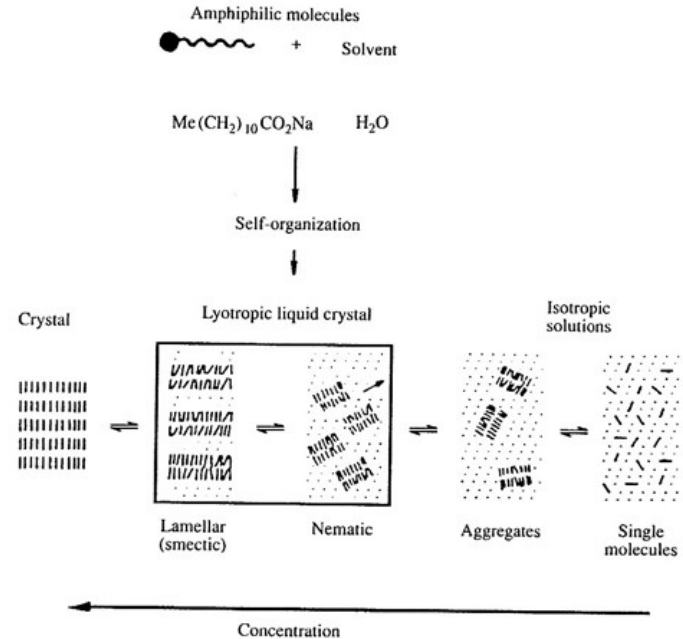 Amphiphilic molecules
+ Solvent
Me(CH₂)₁₀CO₂Na H₂O
Self-organization
Crystal
Lyotropic liquid crystal
Isotropic
solutions
Lamellar
(smectic)
Nematic
Aggregates
Single
molecules
Concentration